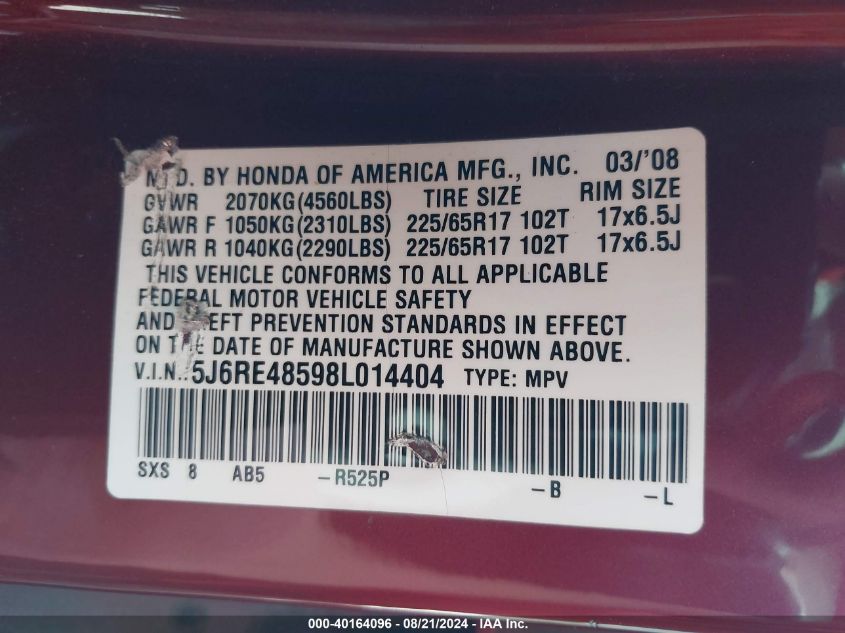 MFD. BY HONDA OF AMERICA MFG., INC. 03/'08
GVWR 2070KG(4560LBS) TIRE SIZE RIM SIZE
GAWR F 1050KG(2310LBS) 225/65R17 102T 17x6.5J
GAWR R 1040KG(2290LBS) 225/65R17 102T 17x6.5J
THIS VEHICLE CONFORMS TO ALL APPLICABLE
FEDERAL MOTOR VEHICLE SAFETY
AND THEFT PREVENTION STANDARDS IN EFFECT
ON THE DATE OF MANUFACTURE SHOWN ABOVE.
V.I.N.: 5J6RE48598L014404 TYPE: MPV
SXS 8 AB5 -R525P -B -L
000-40164096 - 08/21/2024 - IAA Inc.